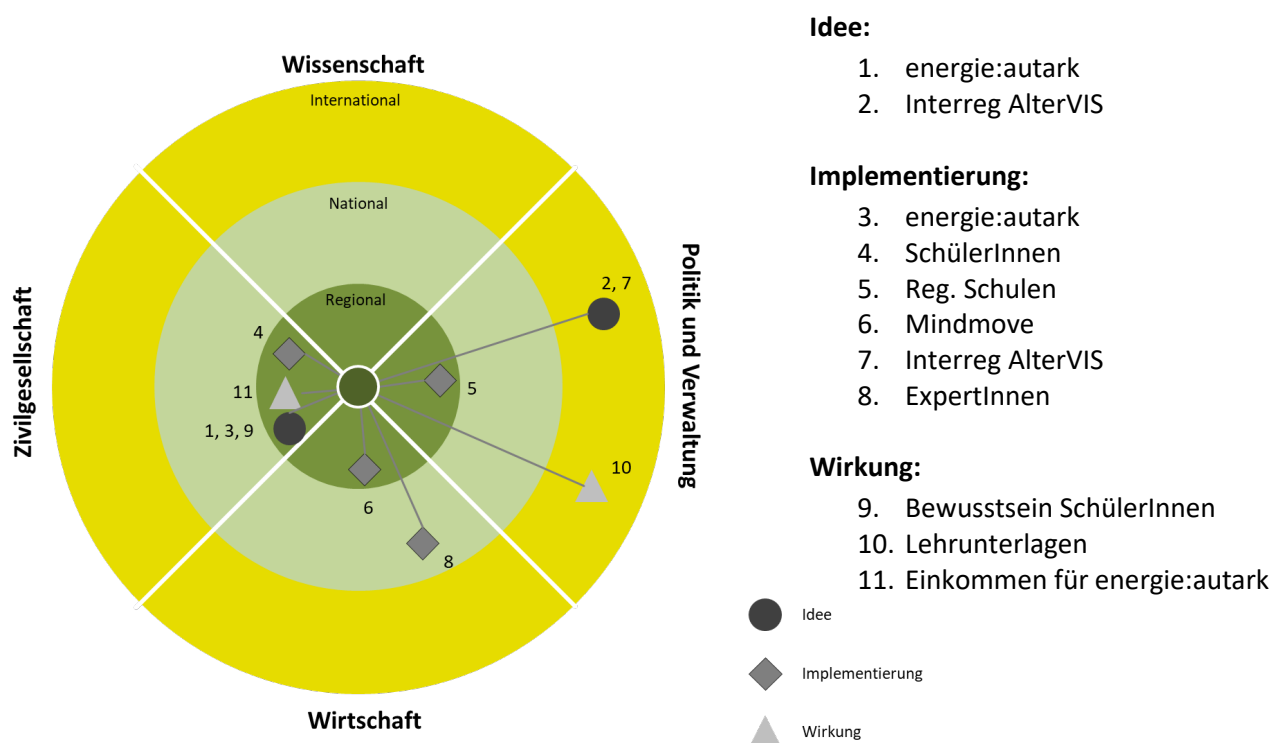 Wissenschaft
International
National
Regional
Zivilgesellschaft
Politik und Verwaltung
Wirtschaft
2, 7
4
5
11
1, 3, 9
10
6
8
Idee:
1. energie:autark
2. Interreg AlterVIS
Implementierung:
3. energie:autark
4. SchülerInnen
5. Reg. Schulen
6. Mindmove
7. Interreg AlterVIS
8. ExpertInnen
Wirkung:
9. Bewusstsein SchülerInnen
10. Lehrunterlagen
11. Einkommen für energie:autark
Idee
Implementierung
Wirkung